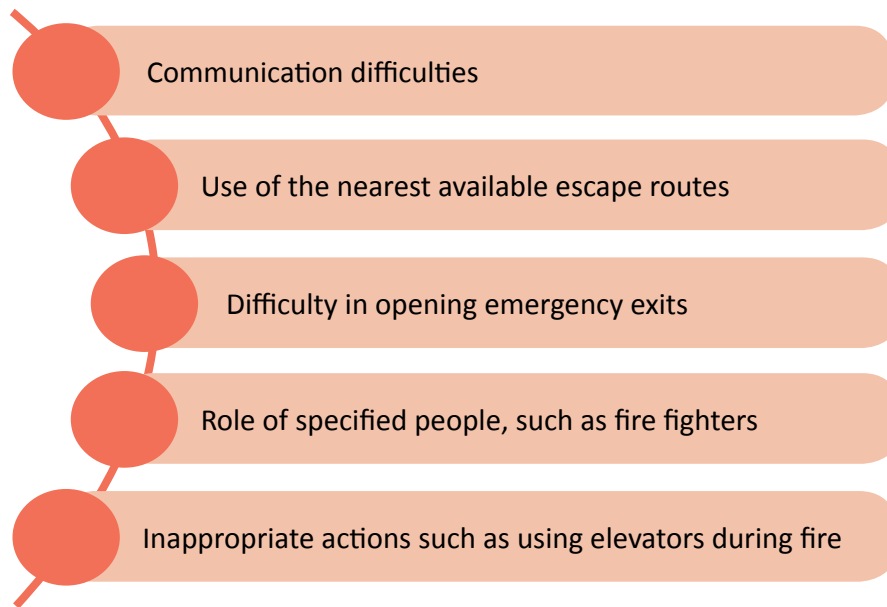 Communication difficulties
Use of the nearest available escape routes
Difficulty in opening emergency exits
Role of specified people, such as fire fighters
Inappropriate actions such as using elevators during fire